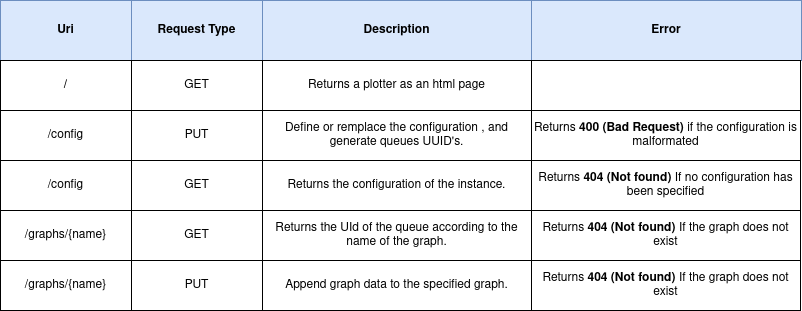 Uri Request Type Description Error
/ GET Returns a plotter as an html page
/config PUT Define or remplace the configuration , and generate queues UUID's. Returns 400 (Bad Request) if the configuration is malformated
/config GET Returns the configuration of the instance. Returns 404 (Not found) If no configuration has been specified
/graphs/{name} GET Returns the UId of the queue according to the name of the graph. Returns 404 (Not found) If the graph does not exist
/graphs/{name} PUT Append graph data to the specified graph. Returns 404 (Not found) If the graph does not exist